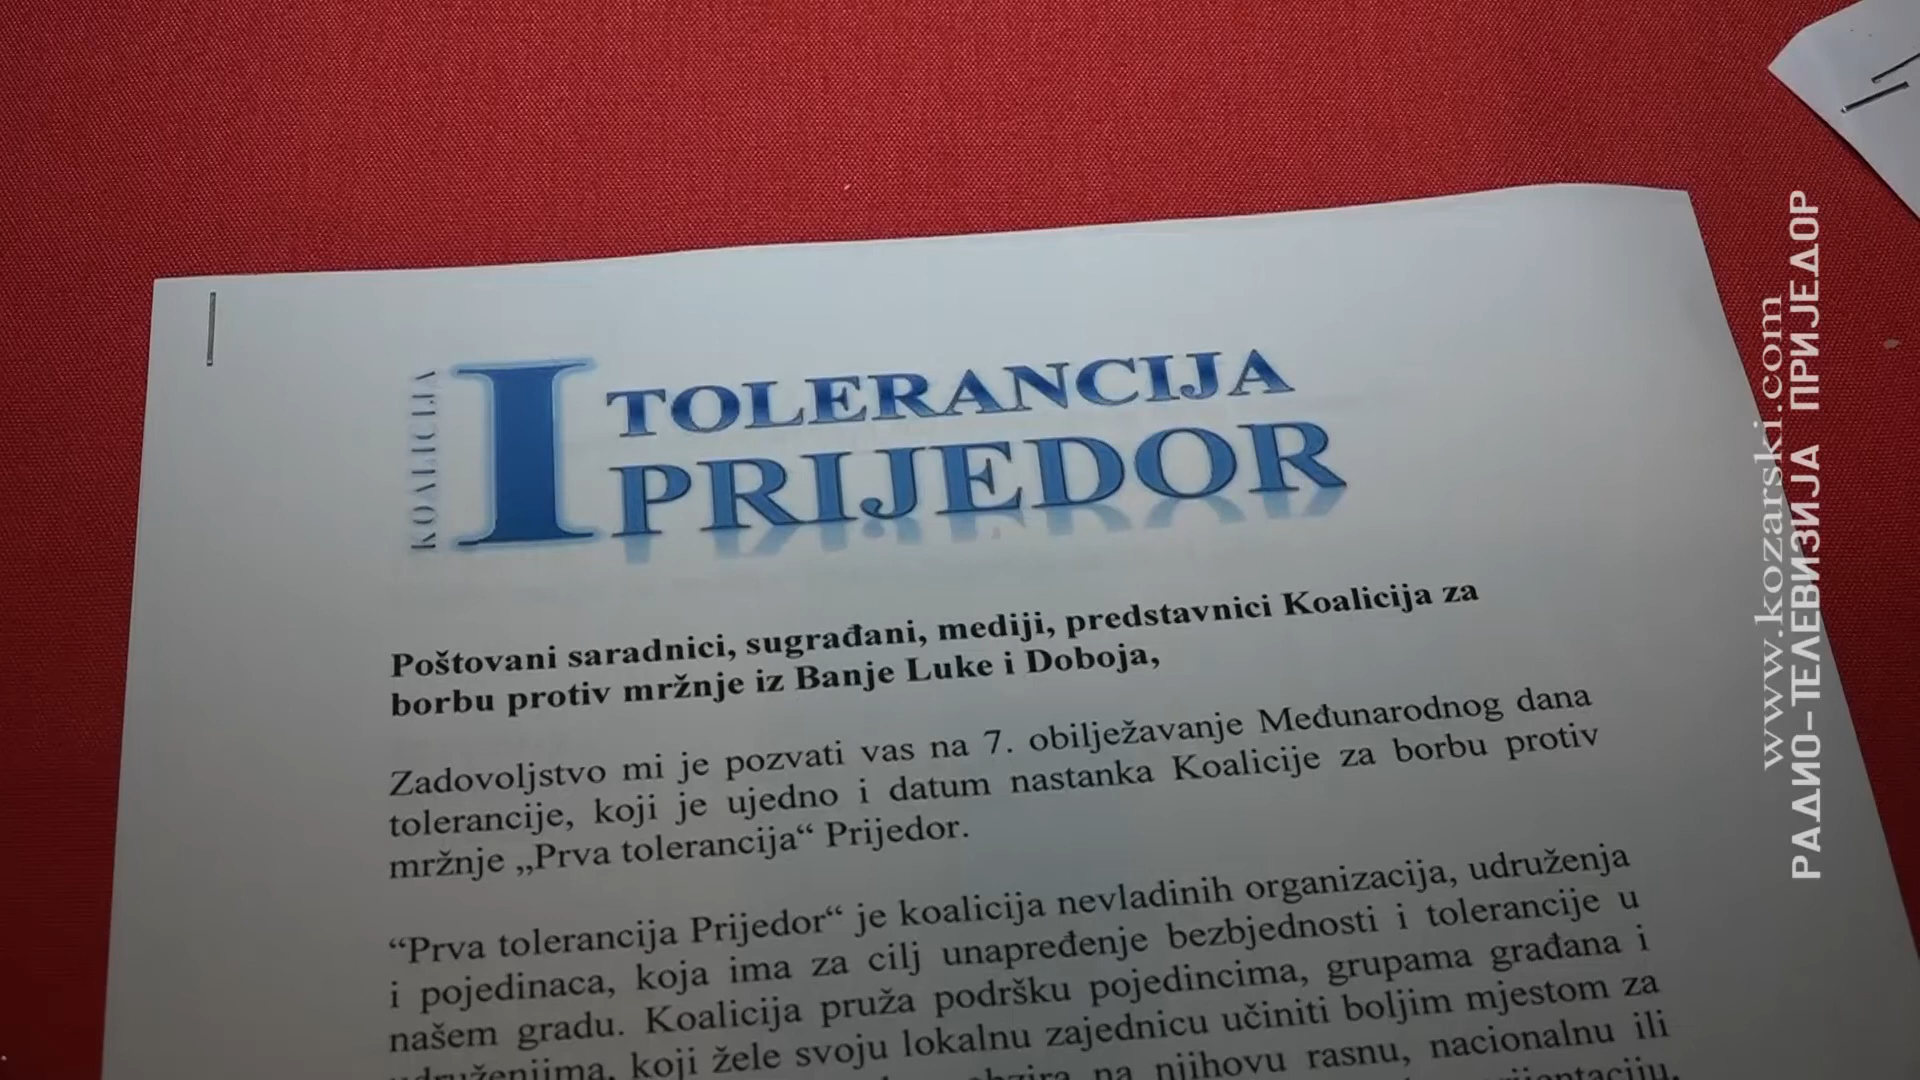 KOALICIJA
I TOLERANCIJA
PRIJEDOR
Poštovani saradnici, sugrađani, mediji, predstavnici Koalicija za
borbu protiv mržnje iz Banje Luke i Doboja,
Zadovoljstvo mi je pozvati vas na 7. obilježavanje Međunarodnog dana
tolerancije, koji je ujedno i datum nastanka Koalicije za borbu protiv
mržnje „Prva tolerancija“ Prijedor.
“Prva tolerancija Prijedor“ je koalicija nevladinih organizacija, udruženja
i pojedinaca, koja ima za cilj unapređenje bezbjednosti i tolerancije u
našem gradu. Koalicija pruža podršku pojedincima, grupama građana i
udruženjima, koji žele svoju lokalnu zajednicu učiniti boljim mjestom za
obzira na njihovu rasnu, nacionalnu ili
www.kozarski.com
РАДИО-ТЕЛЕВИЗИЈА ПРИЈЕДОР